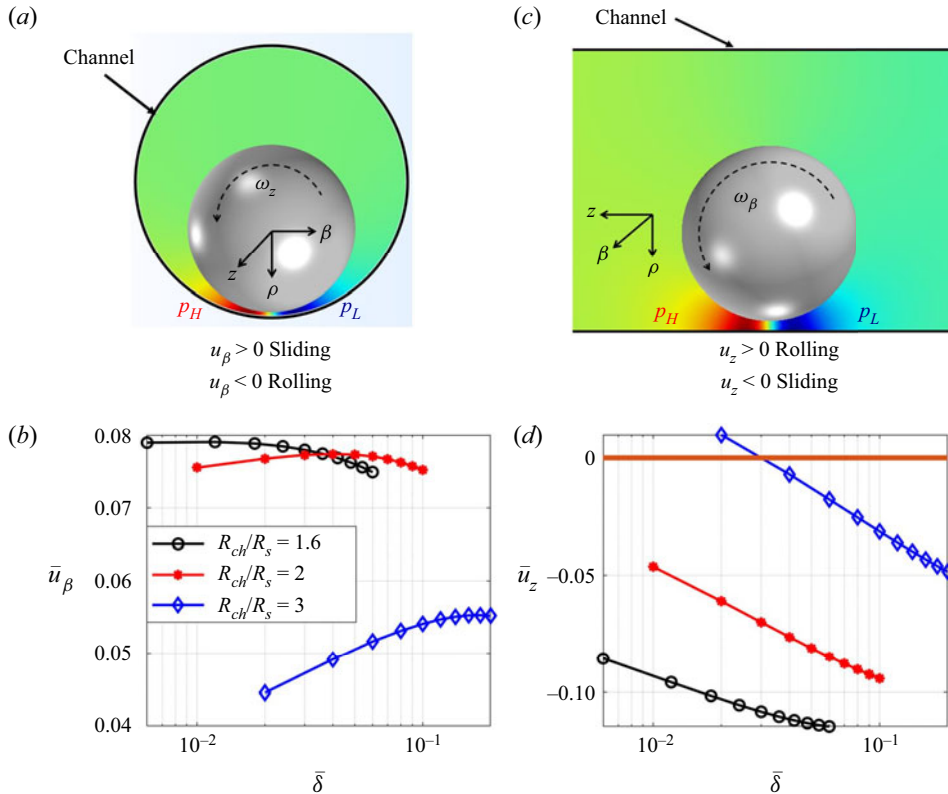 (a)
Channel
ω_z
β
z
ρ
p_H
p_L
u_β > 0 Sliding
u_β < 0 Rolling
(c)
Channel
ω_β
z
β
ρ
p_H
p_L
u_z > 0 Rolling
u_z < 0 Sliding
(b)
0.08
0.07
0.06
0.05
0.04
ū_β
R_ch/R_s = 1.6
R_ch/R_s = 2
R_ch/R_s = 3
10⁻²
10⁻¹
δ̄
(d)
0
−0.05
−0.10
ū_z
10⁻²
10⁻¹
δ̄